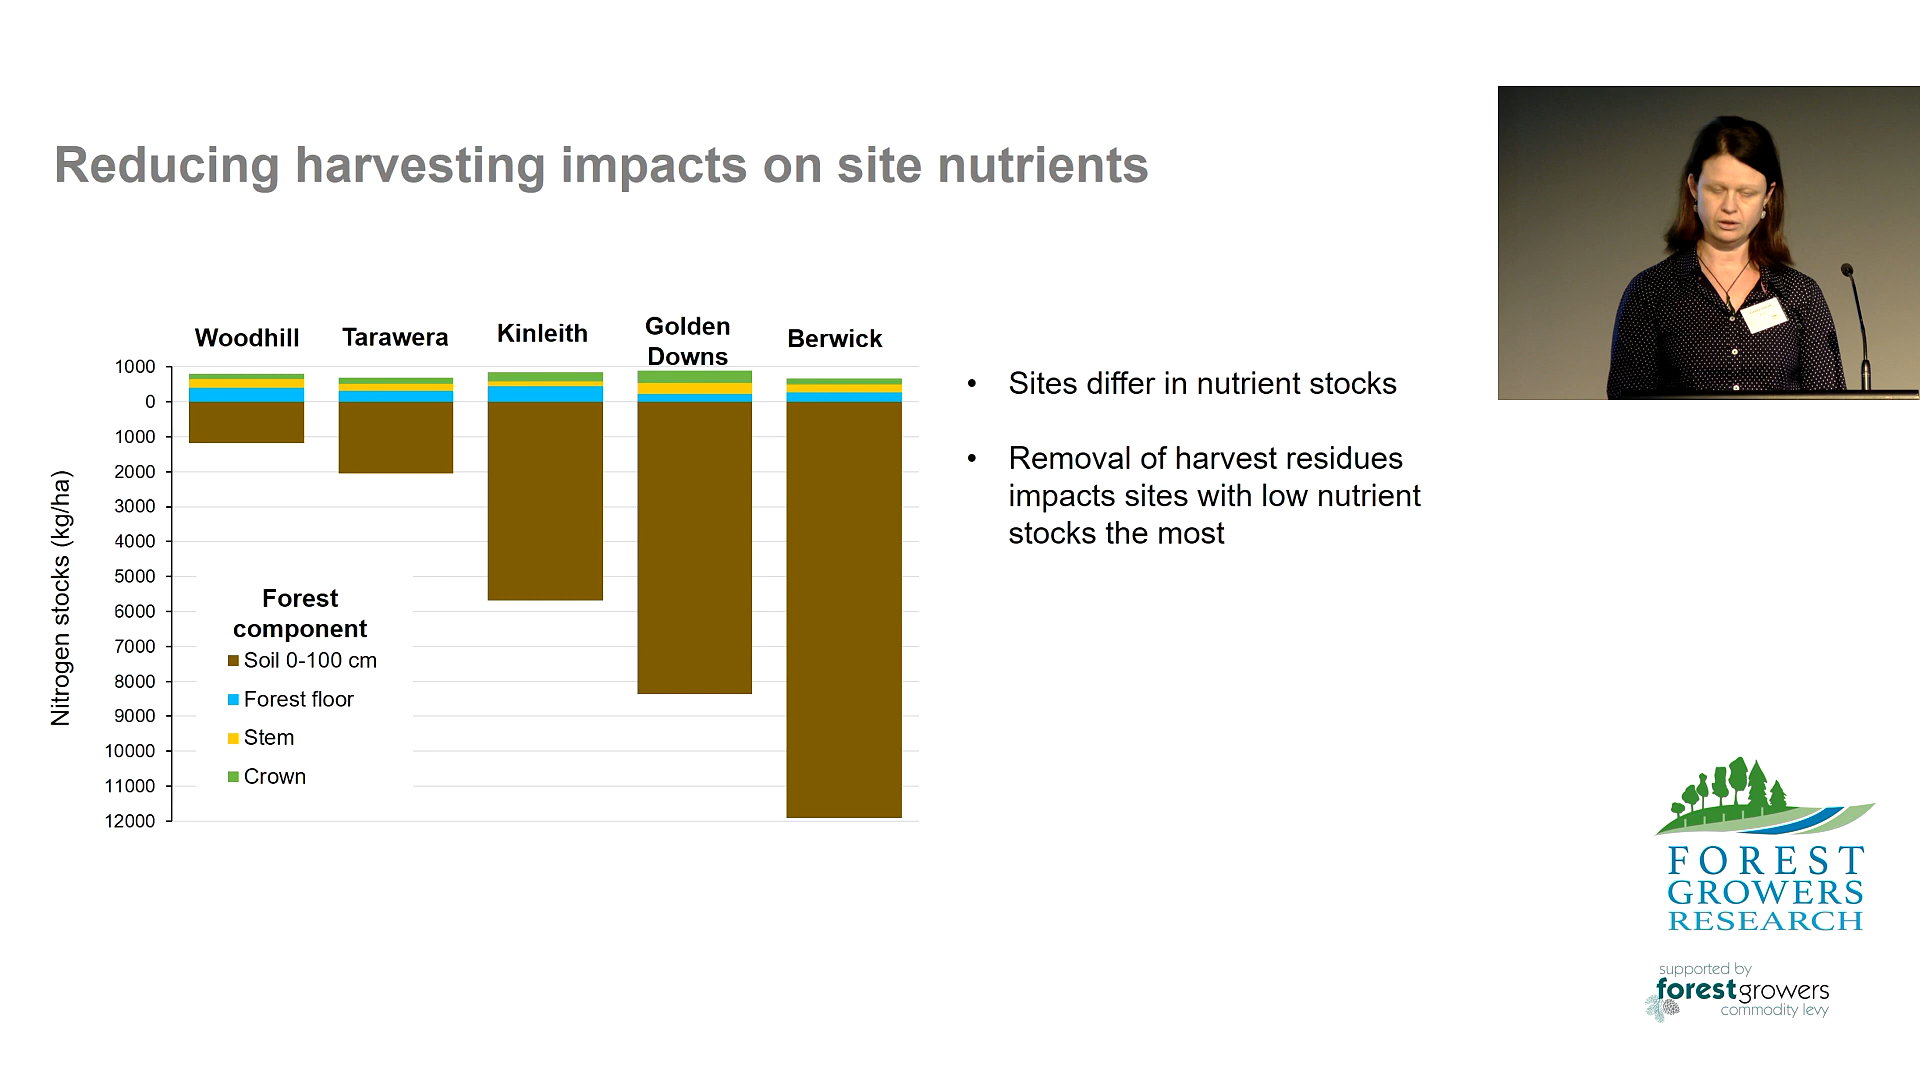 Reducing harvesting impacts on site nutrients
Woodhill
Tarawera
Kinleith
Golden
Downs
Berwick
Nitrogen stocks (kg/ha)
1000
0
1000
2000
3000
4000
5000
6000
7000
8000
9000
10000
11000
12000
Forest
component
Soil 0-100 cm
Forest floor
Stem
Crown
• Sites differ in nutrient stocks
• Removal of harvest residues
impacts sites with low nutrient
stocks the most
FOREST
GROWERS
RESEARCH
supported by
forestgrowers
commodity levy